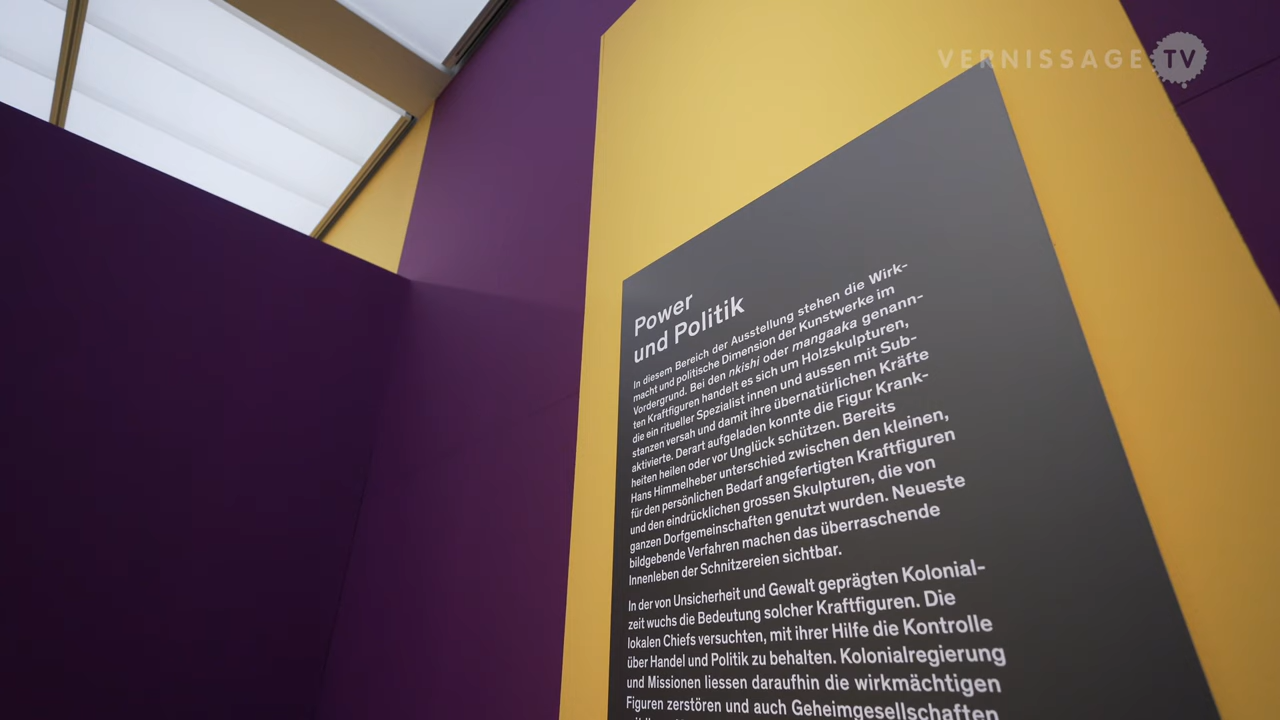 VERNISSAGE TV
Power
und Politik
In diesem Bereich der Ausstellung stehen die Wirk-
macht und politische Dimension der Kunstwerke im
Vordergrund. Bei den nkishi oder mangaaka genann-
ten Kraftfiguren handelt es sich um Holzskulpturen,
die ein ritueller Spezialist innen und aussen mit Sub-
stanzen versah und damit ihre übernatürlichen Kräfte
aktivierte. Derart aufgeladen konnte die Figur Krank-
heiten heilen oder vor Unglück schützen. Bereits
Hans Himmelheber unterschied zwischen den kleinen,
für den persönlichen Bedarf angefertigten Kraftfiguren
und den eindrücklichen grossen Skulpturen, die von
ganzen Dorfgemeinschaften genutzt wurden. Neueste
bildgebende Verfahren machen das überraschende
Innenleben der Schnitzereien sichtbar.
In der von Unsicherheit und Gewalt geprägten Kolonial-
zeit wuchs die Bedeutung solcher Kraftfiguren. Die
lokalen Chiefs versuchten, mit ihrer Hilfe die Kontrolle
über Handel und Politik zu behalten. Kolonialregierung
und Missionen liessen daraufhin die wirkmächtigen
Figuren zerstören und auch Geheimgesellschaften